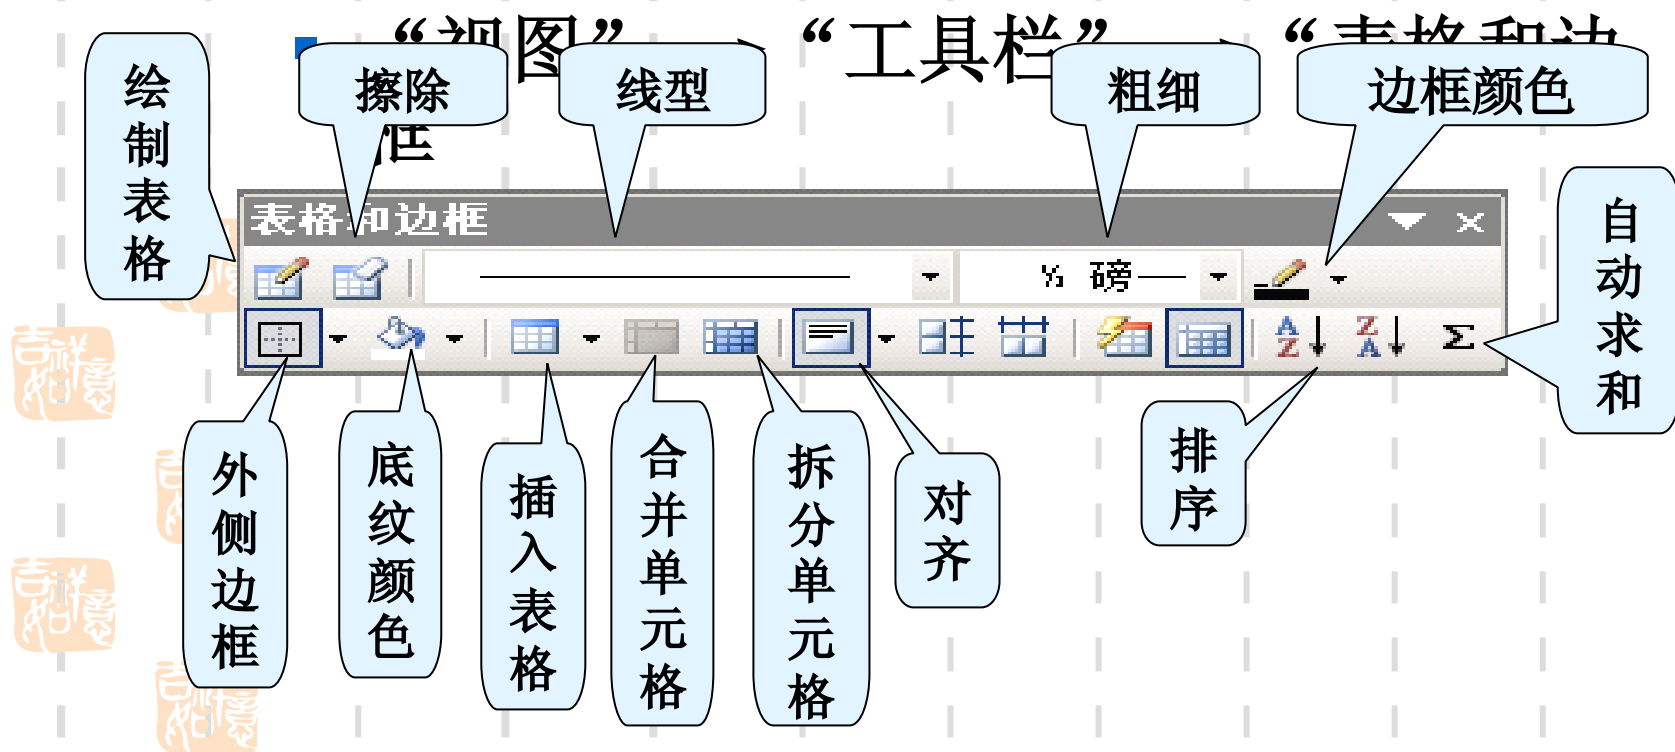 “视图” “工具栏” “表格和边
框
绘制表格
擦除
线型
粗细
边框颜色
自动求和
表格和边框
磅
外侧边框
底纹颜色
插入表格
合并单元格
拆分单元格
对齐
排序